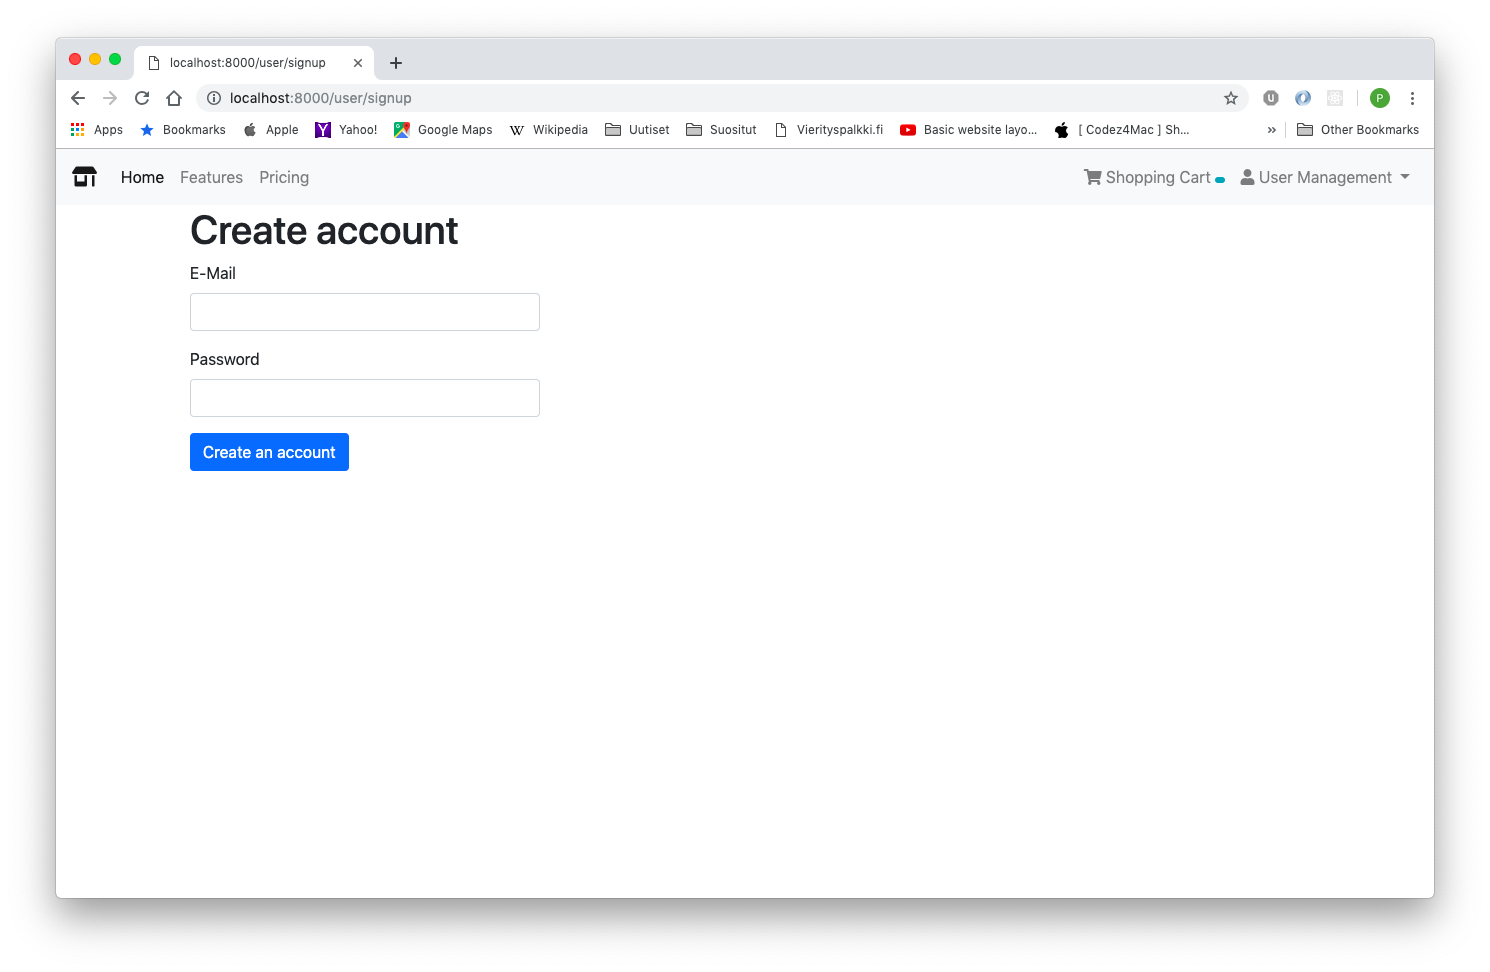 localhost:8000/user/signup
localhost:8000/user/signup
P
Apps Bookmarks Apple Yahoo! Google Maps Wikipedia Uutiset Suositut Vierityspalkki.fi Basic website layo... [ Codez4Mac ] Sh... » Other Bookmarks
Home Features Pricing Shopping Cart User Management
Create account
E-Mail
Password
Create an account